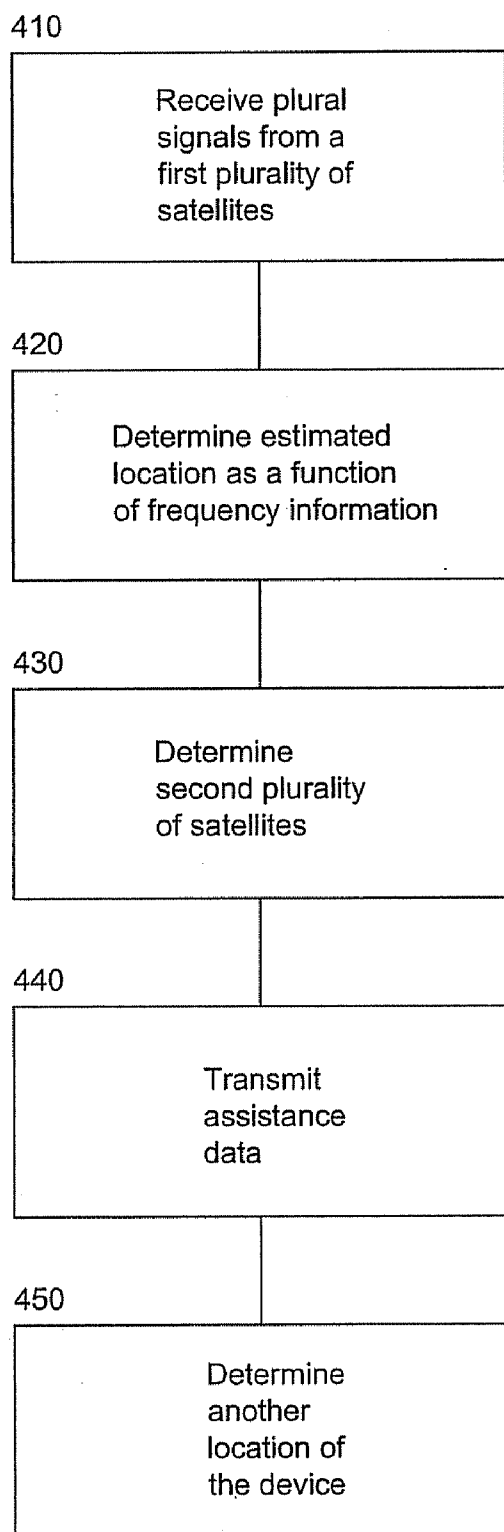 410
Receive plural
signals from a
first plurality of
satellites
420
Determine estimated
location as a function
of frequency information
430
Determine
second plurality
of satellites
440
Transmit
assistance
data
450
Determine
another
location of
the device